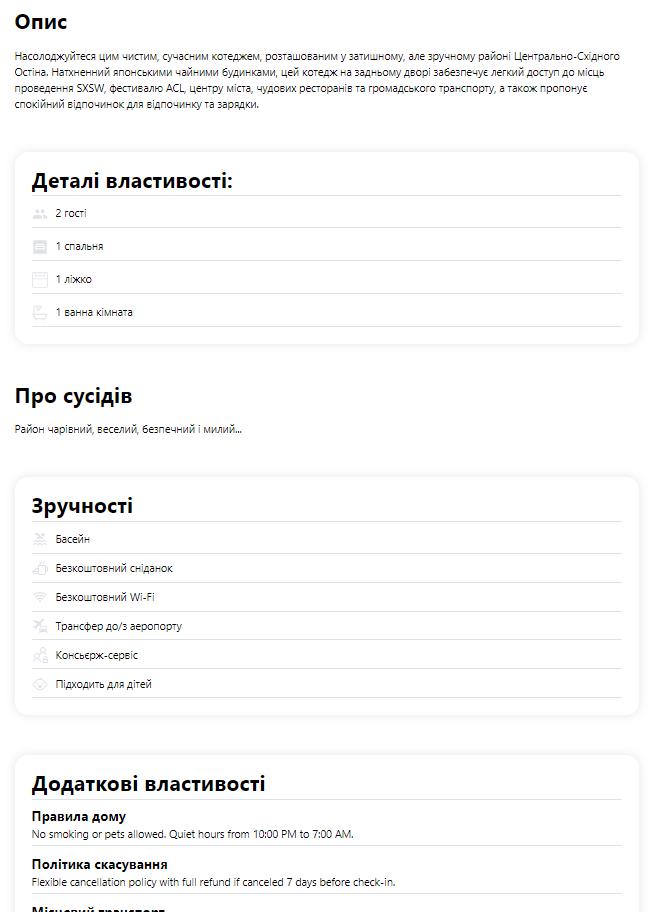 Опис
Насолоджуйтеся цим чистим, сучасним котеджем, розташованим у затишному, але зручному районі Центрально-Східного
Остіна. Натхненний японськими чайними будинками, цей котедж на задньому дворі забезпечує легкий доступ до місць
проведення SXSW, фестивалю ACL, центру міста, чудових ресторанів та громадського транспорту, а також пропонує
спокійний відпочинок для відпочинку та зарядки.
Деталі властивості:
2 гості
1 спальня
1 ліжко
1 ванна кімната
Про сусідів
Район чарівний, веселий, безпечний і милий...
Зручності
Басейн
Безкоштовний сніданок
Безкоштовний Wi-Fi
Трансфер до/з аеропорту
Консьєрж-сервіс
Підходить для дітей
Додаткові властивості
Правила дому
No smoking or pets allowed. Quiet hours from 10:00 PM to 7:00 AM.
Політика скасування
Flexible cancellation policy with full refund if canceled 7 days before check-in.
Місцевий транспорт